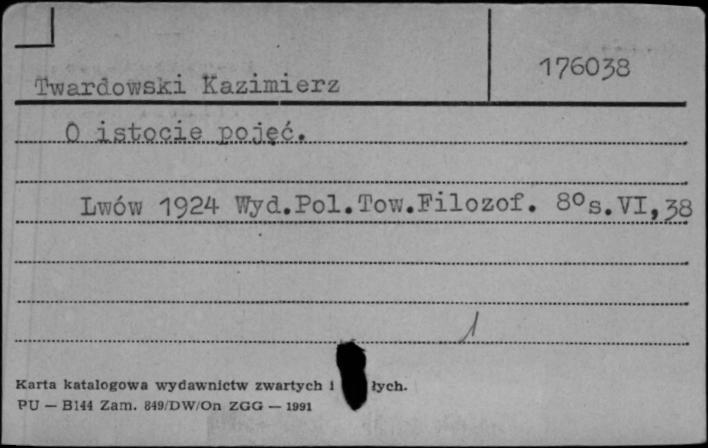 176038
Twardowski Kazimierz
O istocie pojęć.
Lwów 1924 Wyd.Pol.Tow.Filozof. 8°s.VI,38
1
Karta katalogowa wydawnictw zwartych i łych.
PU — B144 Zam. 849/DW/On ZGG — 1991